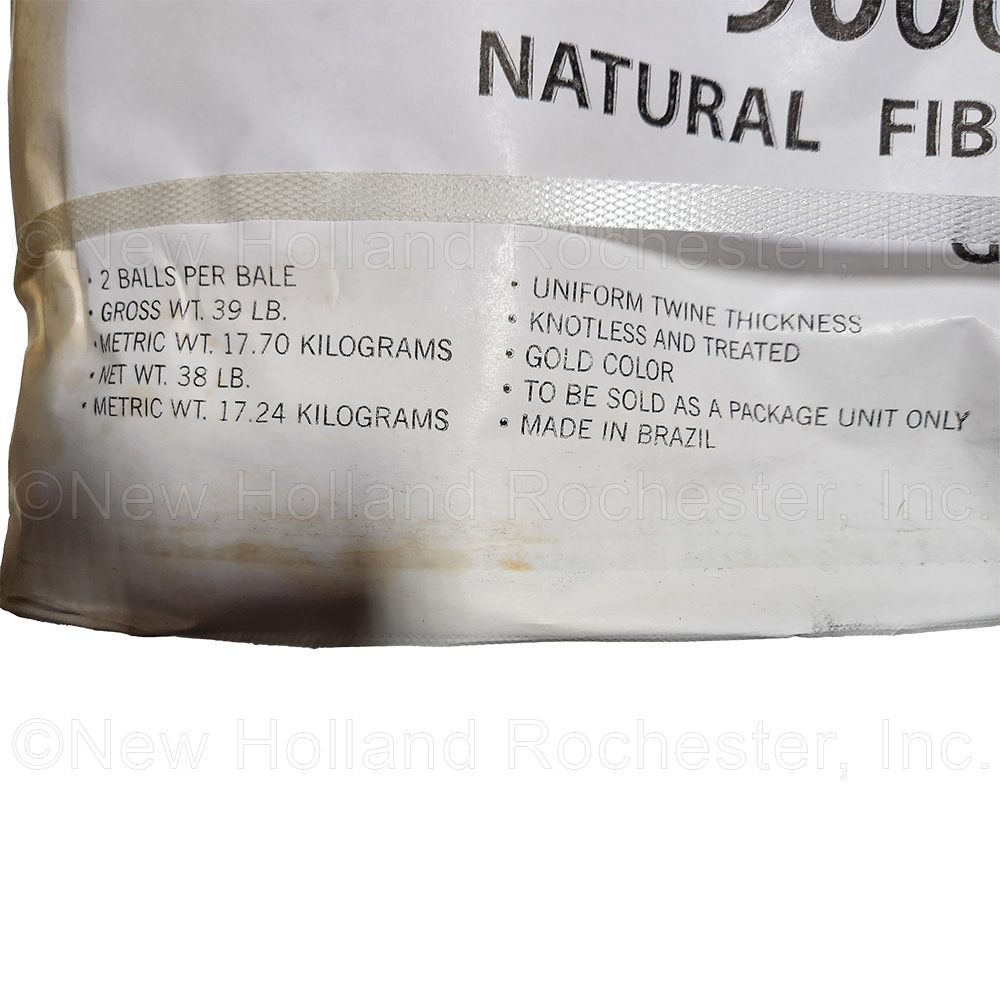 NATURAL
©New Holland Rochester, Inc.
· 2 BALLS PER BALE
· GROSS WT. 39 LB.
· METRIC WT. 17.70 KILOGRAMS
· NET WT. 38 LB.
· METRIC WT. 17.24 KILOGRAMS
· UNIFORM TWINE THICKNESS
· KNOTLESS AND TREATED
· GOLD COLOR
· TO BE SOLD AS A PACKAGE UNIT ONLY
· MADE IN BRAZIL
©New Holland Rochester, Inc.
©New Holland Rochester, Inc.